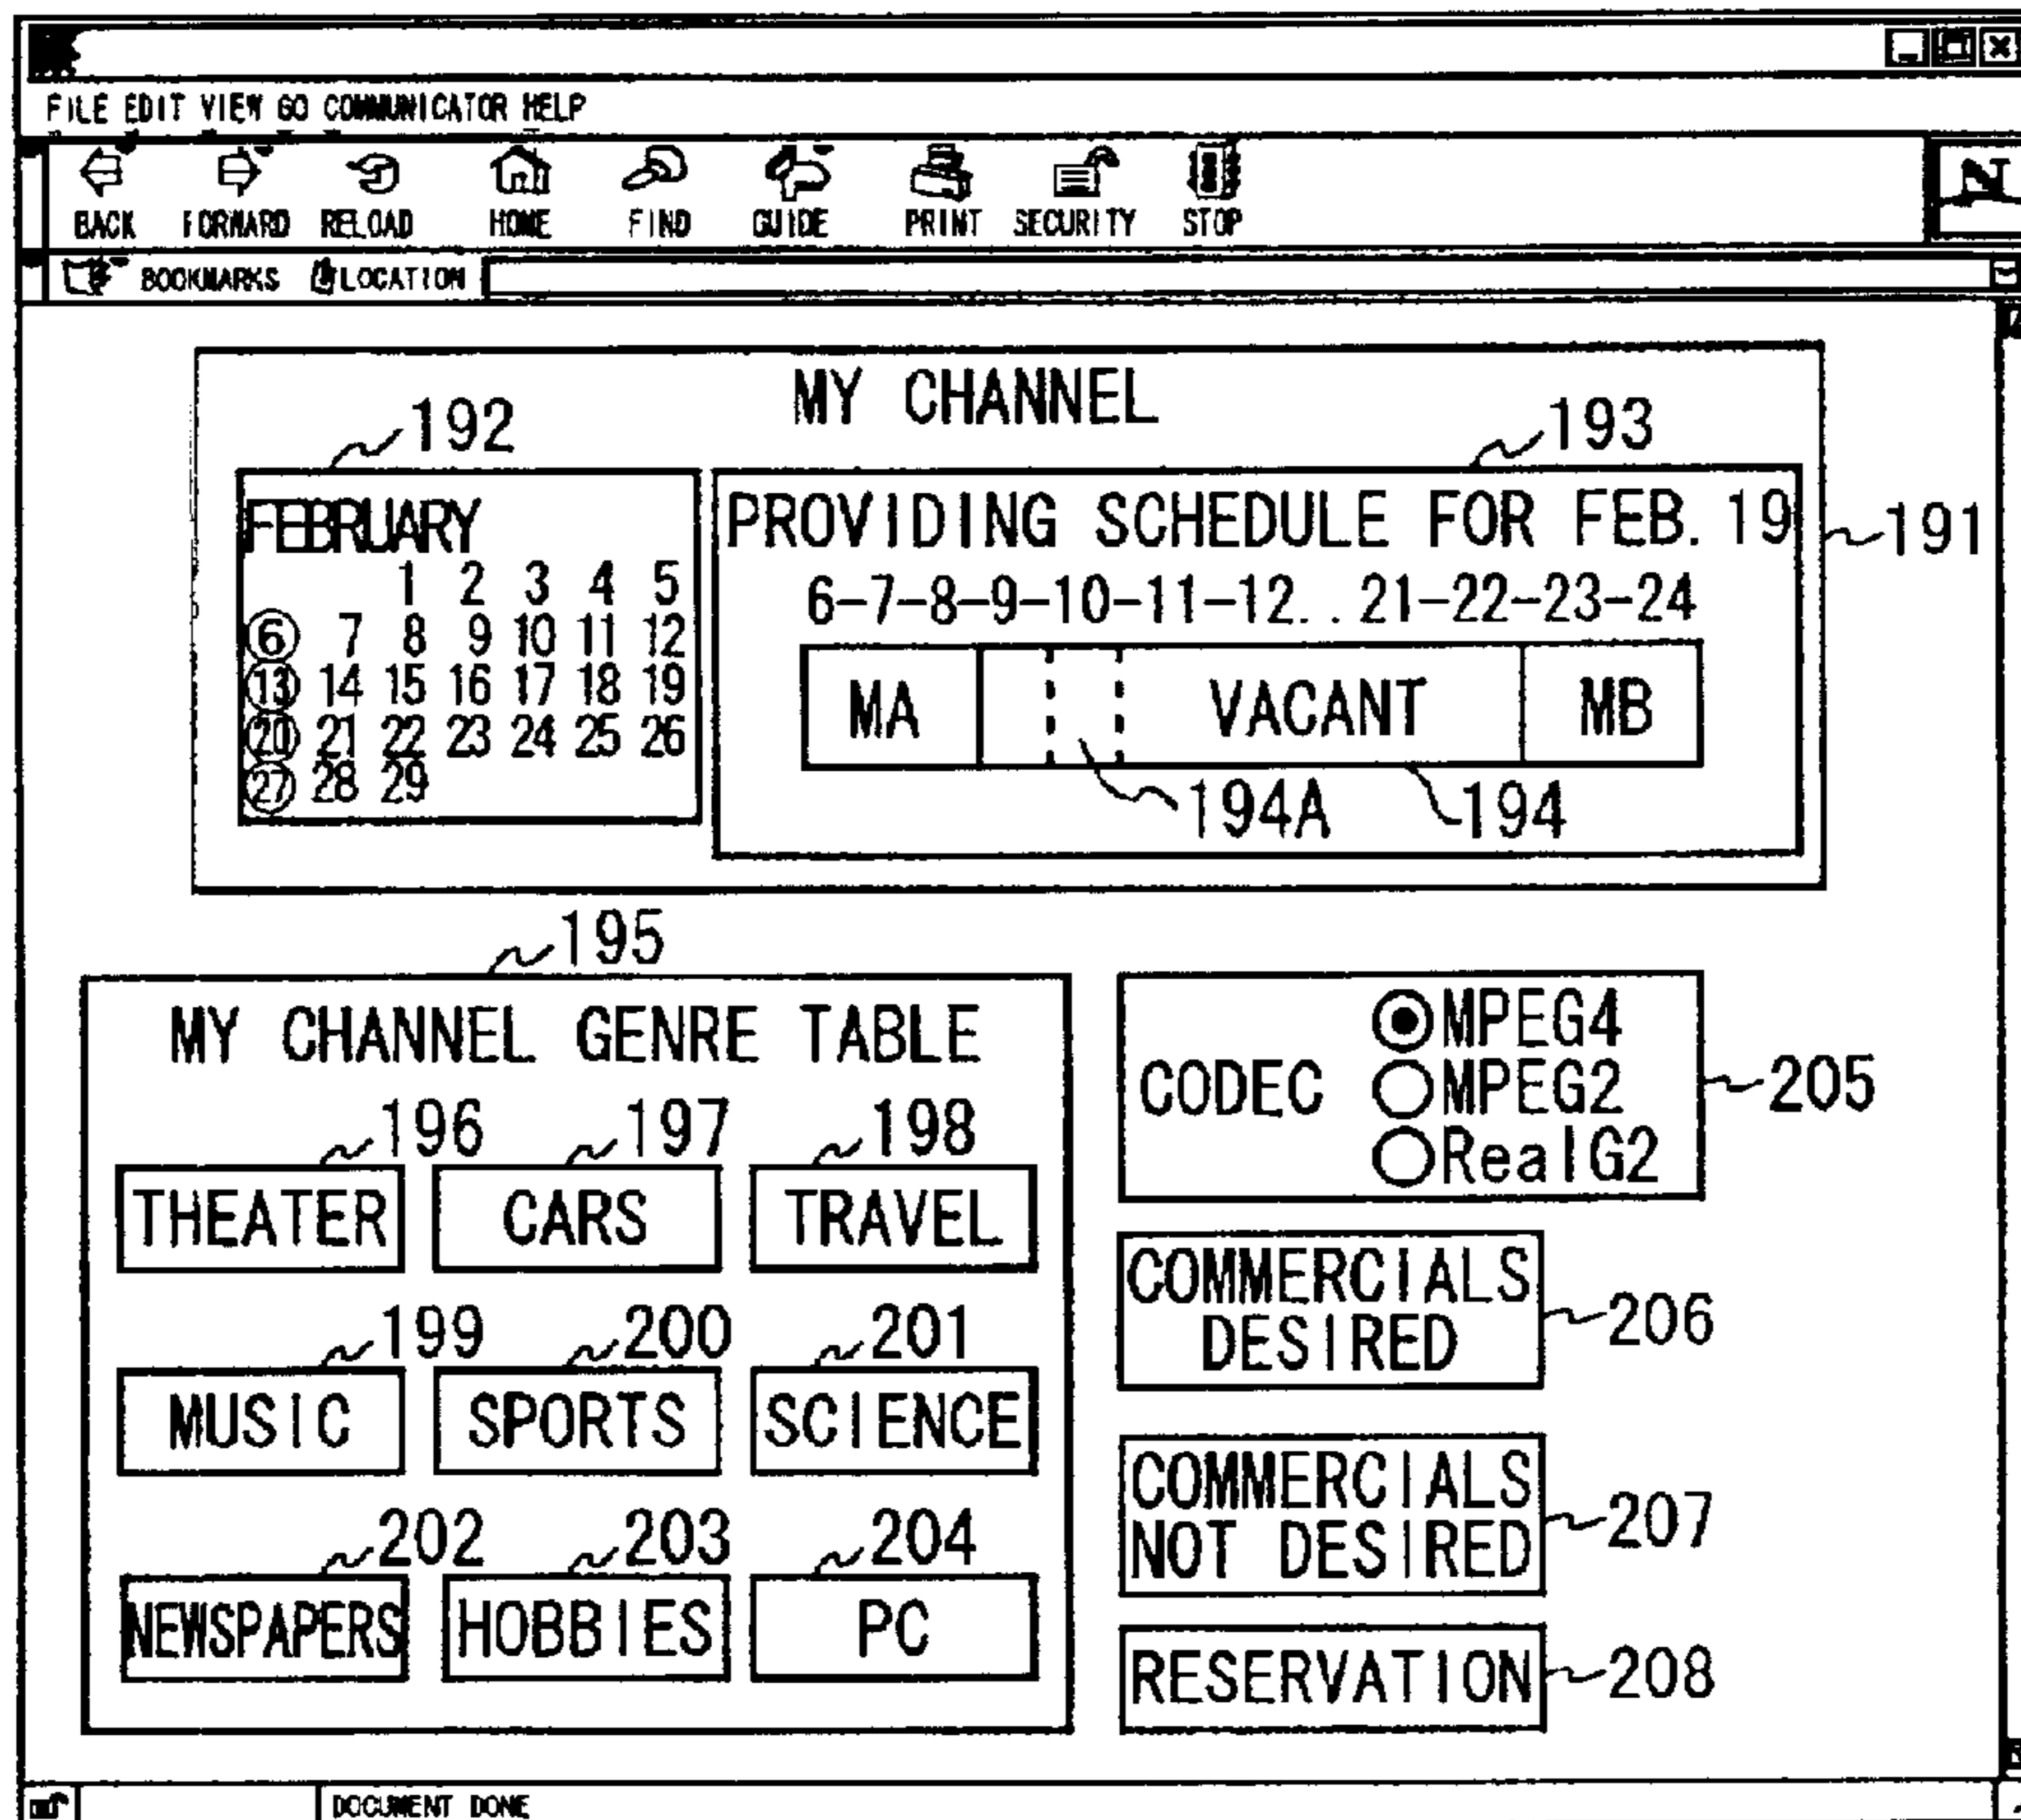 FILE EDIT VIEW GO COMMUNICATOR HELP
BACK FORWARD RELOAD HOME FIND GUIDE PRINT SECURITY STOP
N
BOOKMARKS LOCATION
MY CHANNEL
192
193
FEBRUARY
1 2 3 4 5
6 7 8 9 10 11 12
13 14 15 16 17 18 19
20 21 22 23 24 25 26
27 28 29
PROVIDING SCHEDULE FOR FEB. 19
191
6-7-8-9-10-11-12..21-22-23-24
MA VACANT MB
194A 194
195
MY CHANNEL GENRE TABLE
196 197 198
THEATER CARS TRAVEL
199 200 201
MUSIC SPORTS SCIENCE
202 203 204
NEWSPAPERS HOBBIES PC
CODEC
MPEG4
MPEG2
RealG2
205
COMMERCIALS
DESIRED
206
COMMERCIALS
NOT DESIRED
207
RESERVATION
208
DOCUMENT DONE